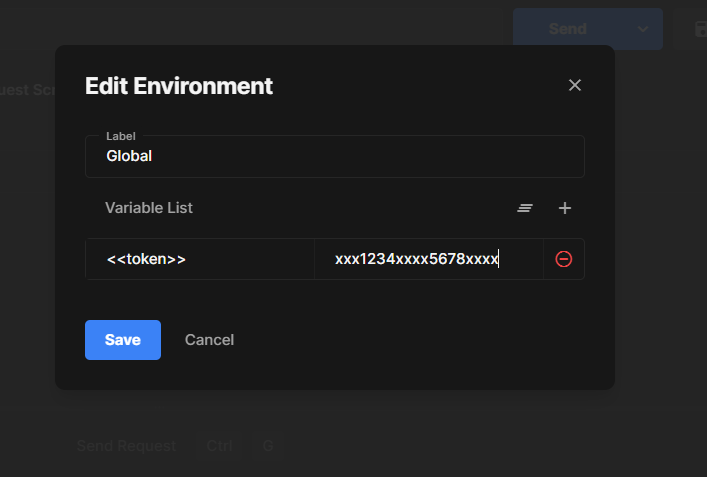 Send
uest Scr
Edit Environment
Label
Global
Variable List
<<token>> xxx1234xxxx5678xxxx
Save Cancel
Send Request Ctrl G